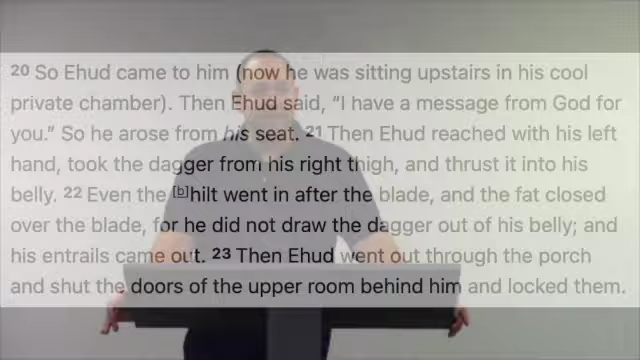 20 So Ehud came to him (now he was sitting upstairs in his cool
private chamber). Then Ehud said, “I have a message from God for
you.” So he arose from his seat. 21 Then Ehud reached with his left
hand, took the dagger from his right thigh, and thrust it into his
belly. 22 Even the [b]hilt went in after the blade, and the fat closed
over the blade, for he did not draw the dagger out of his belly; and
his entrails came out. 23 Then Ehud went out through the porch
and shut the doors of the upper room behind him and locked them.